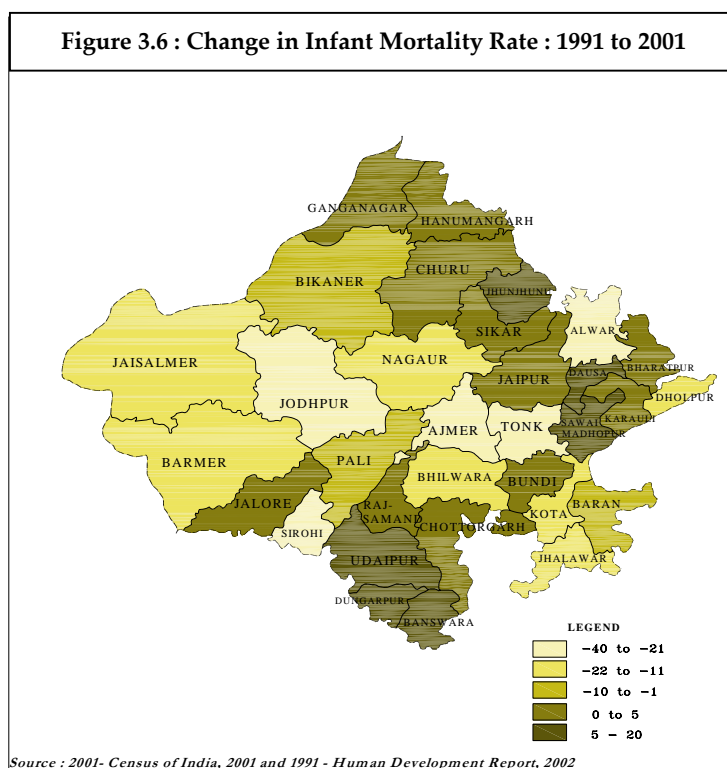 Figure 3.6 : Change in Infant Mortality Rate : 1991 to 2001
GANGANAGAR
HANUMANGARH
CHURU
BIKANER
JHUNJHUNU
SIKAR
ALWAR
JAISALMER
NAGAUR
JAIPUR
DAUSA
BHARATPUR
JODHPUR
DHOLPUR
AJMER
TONK
SAWAI
MADHOPUR
KARAULI
BARMER
PALI
BHILWARA
BUNDI
JALORE
RAJ-
SAMAND
CHOTTORGARH
KOTA
BARAN
SIROHI
UDAIPUR
JHALAWAR
DUNGARPUR
BANSWARA
LEGEND
-40 to -21
-22 to -11
-10 to -1
0 to 5
5 - 20
Source : 2001- Census of India, 2001 and 1991 - Human Development Report, 2002